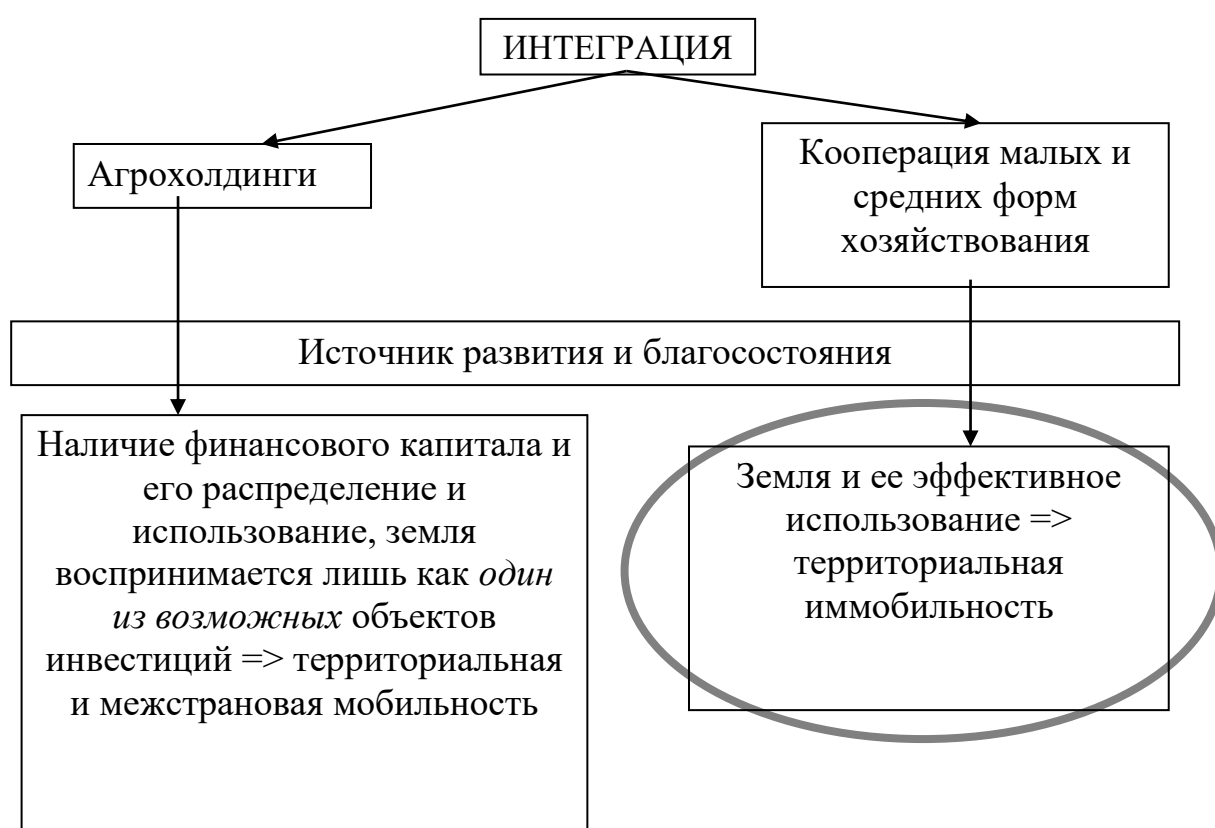 ИНТЕГРАЦИЯ
Агрохолдинги
Кооперация малых и
средних форм
хозяйствования
Источник развития и благосостояния
Наличие финансового капитала и
его распределение и
использование, земля
воспринимается лишь как один
из возможных объектов
инвестиций => территориальная
и межстрановая мобильность
Земля и ее эффективное
использование =>
территориальная
иммобильность